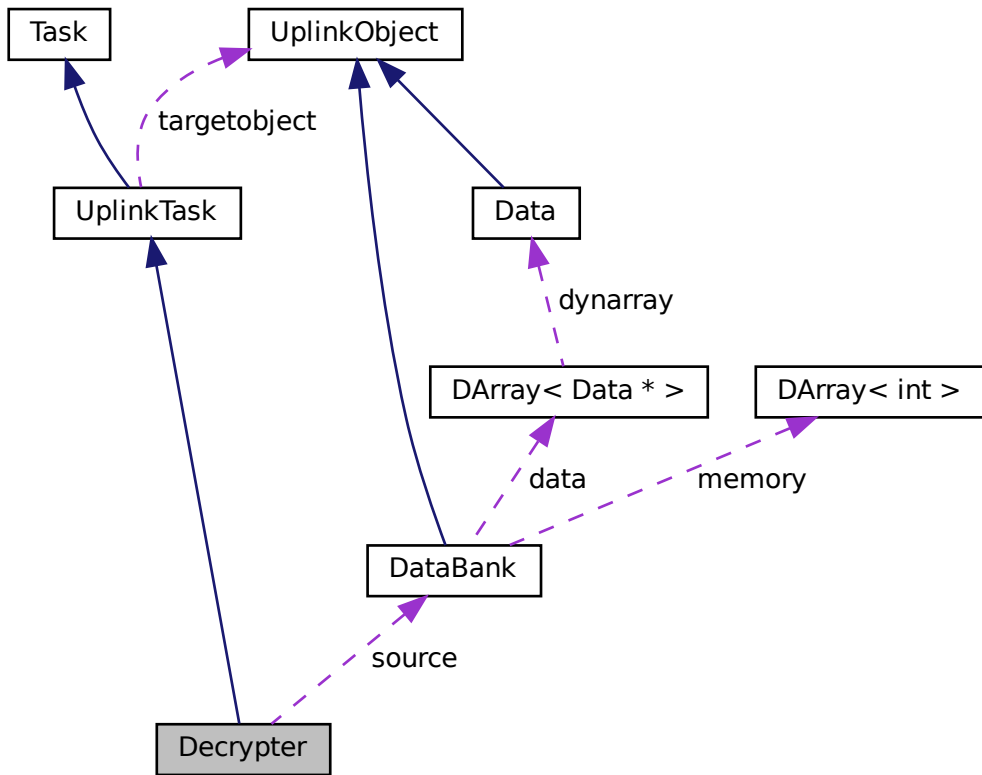 Task
UplinkObject
targetobject
UplinkTask
Data
dynarray
DArray< Data * >
DArray< int >
data
memory
DataBank
source
Decrypter